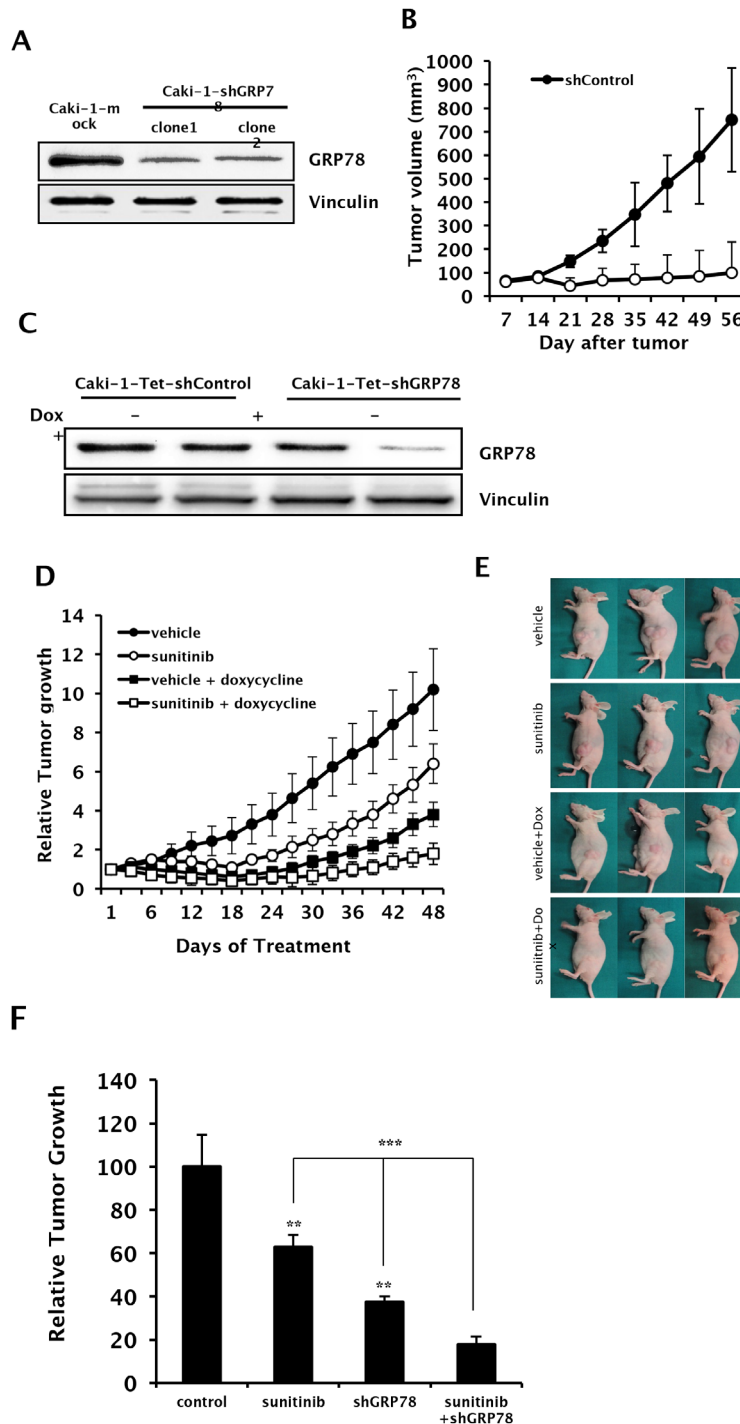 A
Caki-1-m
ock
Caki-1-shGRP7
8
clone1
clone
2
GRP78
Vinculin
B
Tumor volume (mm3)
1000
900
800
700
600
500
400
300
200
100
0
shControl
7 14 21 28 35 42 49 56
Day after tumor
C
Caki-1-Tet-shControl Caki-1-Tet-shGRP78
Dox − + −
+
GRP78
Vinculin
D
Relative Tumor growth
14
12
10
8
6
4
2
0
vehicle
sunitinib
vehicle + doxycycline
sunitinib + doxycycline
1 6 12 18 24 30 36 42 48
Days of Treatment
E
vehicle
sunitinib
vehicle+Dox
suniitnib+Do
x
F
Relative Tumor Growth
140
120
100
80
60
40
20
0
**
**
***
control sunitinib shGRP78 sunitinib
+shGRP78